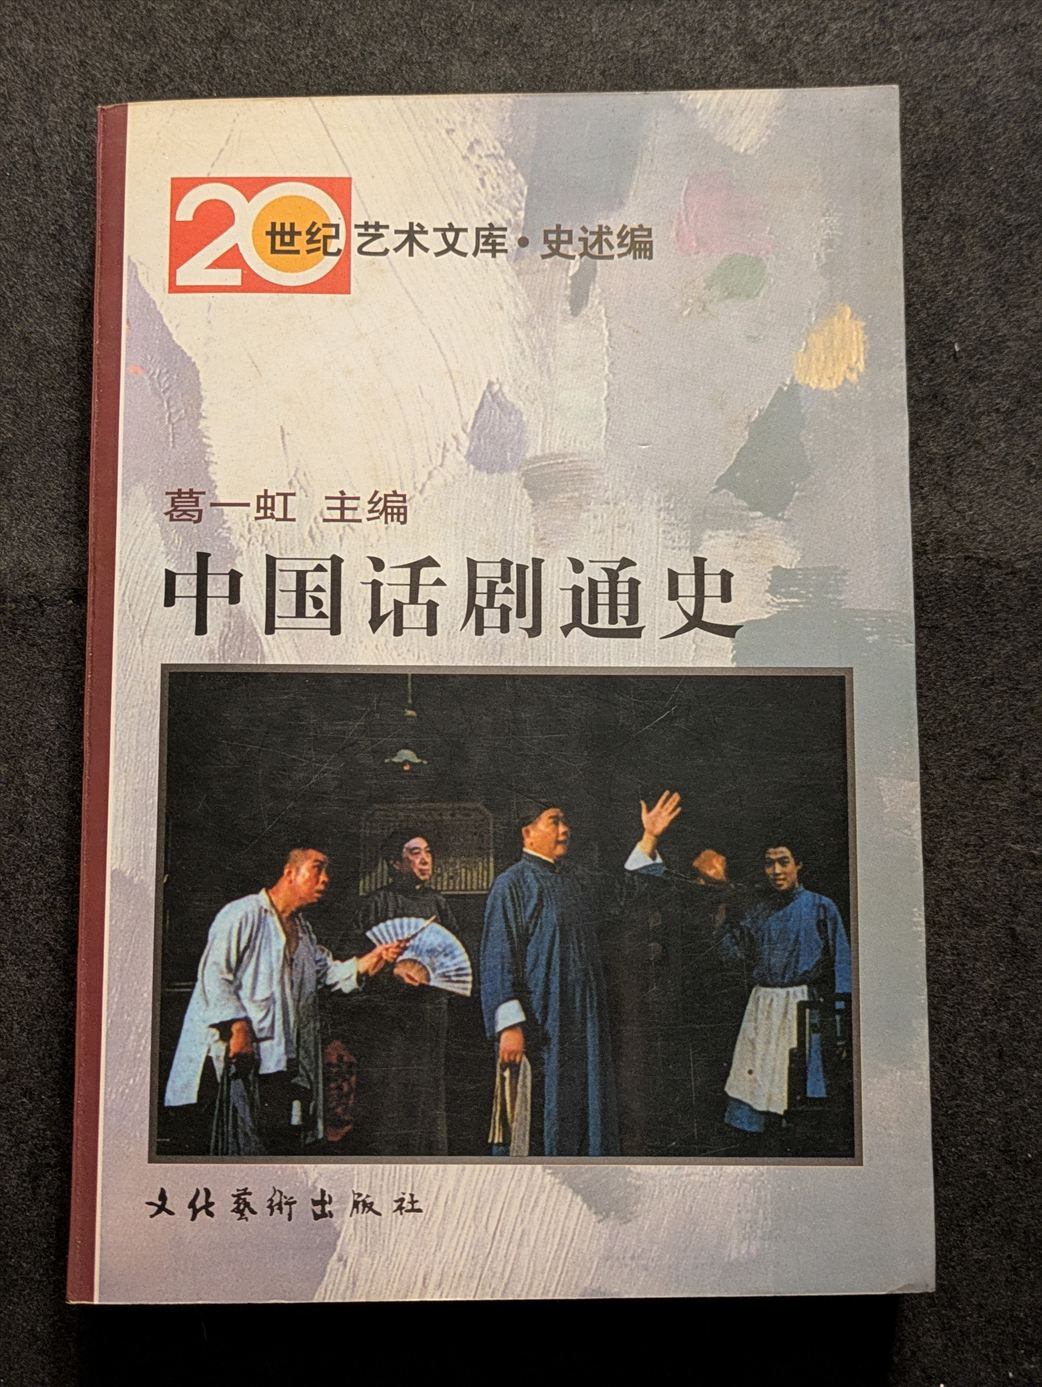 20世纪艺术文库·史述编
葛一虹 主编
中国话剧通史
文化藝術出版社